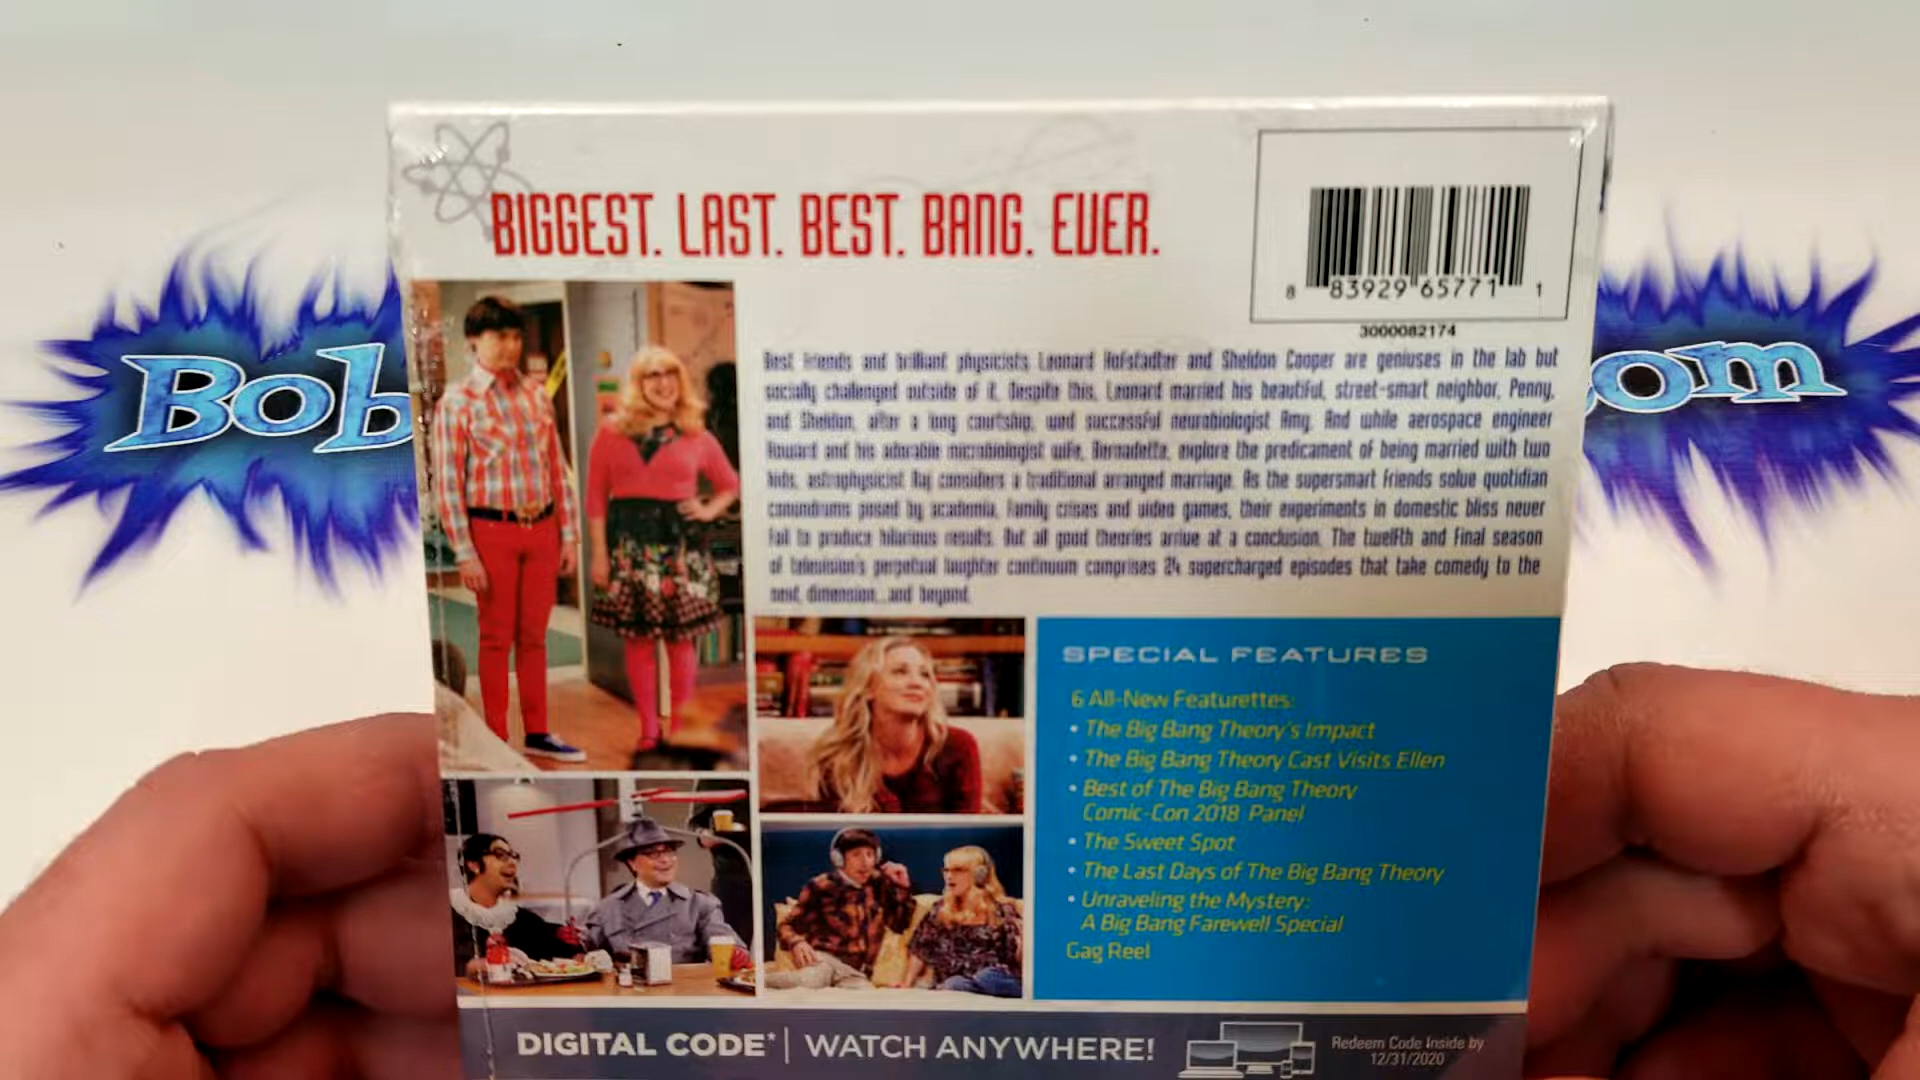 BIGGEST. LAST. BEST. BANG. EVER.
8 83929 65771 1
3000082174
Best friends and brilliant physicists Leonard Hofstadter and Sheldon Cooper are geniuses in the lab but
socially challenged outside of it. Despite this, Leonard married his beautiful, street-smart neighbor, Penny,
and Sheldon, after a long courtship, wed successful neurobiologist Amy. And while aerospace engineer
Howard and his adorable microbiologist wife, Bernadette, explore the predicament of being married with two
kids, astrophysicist Raj considers a traditional arranged marriage. As the supersmart friends solve quotidian
conundrums posed by academia, family crises and video games, their experiments in domestic bliss never
fail to produce hilarious results. But all good theories arrive at a conclusion. The twelfth and final season
of television's perpetual laughter continuum comprises 24 supercharged episodes that take comedy to the
next dimension...and beyond.
SPECIAL FEATURES
6 All-New Featurettes:
• The Big Bang Theory's Impact
• The Big Bang Theory Cast Visits Ellen
• Best of The Big Bang Theory
Comic-Con 2018 Panel
• The Sweet Spot
• The Last Days of The Big Bang Theory
• Unraveling the Mystery:
A Big Bang Farewell Special
Gag Reel
DIGITAL CODE* | WATCH ANYWHERE!
Redeem Code Inside by
12/31/2020
Bob
om